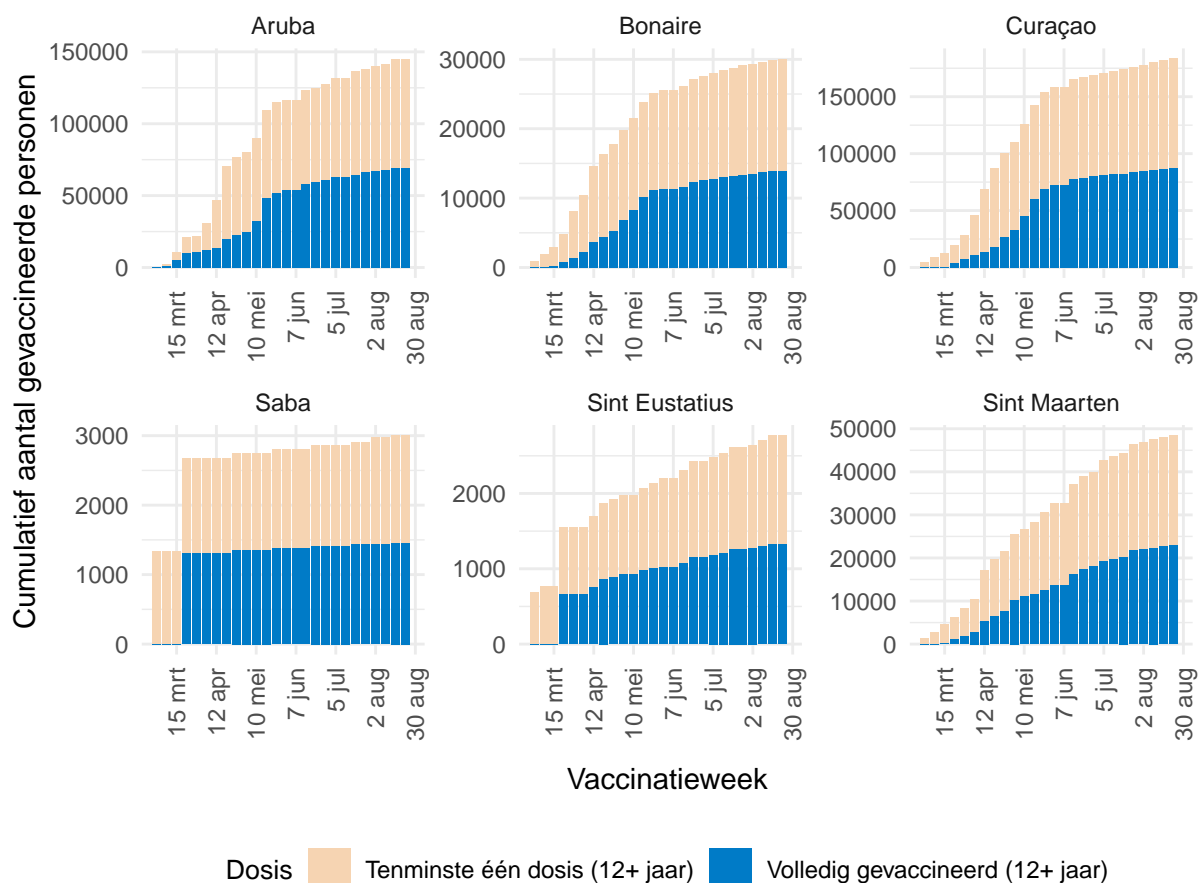 Cumulatief aantal gevaccineerde personen
Aruba
150000
100000
50000
0
15 mrt
12 apr
10 mei
7 jun
5 jul
2 aug
30 aug
Bonaire
30000
20000
10000
0
15 mrt
12 apr
10 mei
7 jun
5 jul
2 aug
30 aug
Curaçao
150000
100000
50000
0
15 mrt
12 apr
10 mei
7 jun
5 jul
2 aug
30 aug
Saba
3000
2000
1000
0
15 mrt
12 apr
10 mei
7 jun
5 jul
2 aug
30 aug
Sint Eustatius
2000
1000
0
15 mrt
12 apr
10 mei
7 jun
5 jul
2 aug
30 aug
Sint Maarten
50000
40000
30000
20000
10000
0
15 mrt
12 apr
10 mei
7 jun
5 jul
2 aug
30 aug
Vaccinatieweek
Dosis Tenminste één dosis (12+ jaar) Volledig gevaccineerd (12+ jaar)